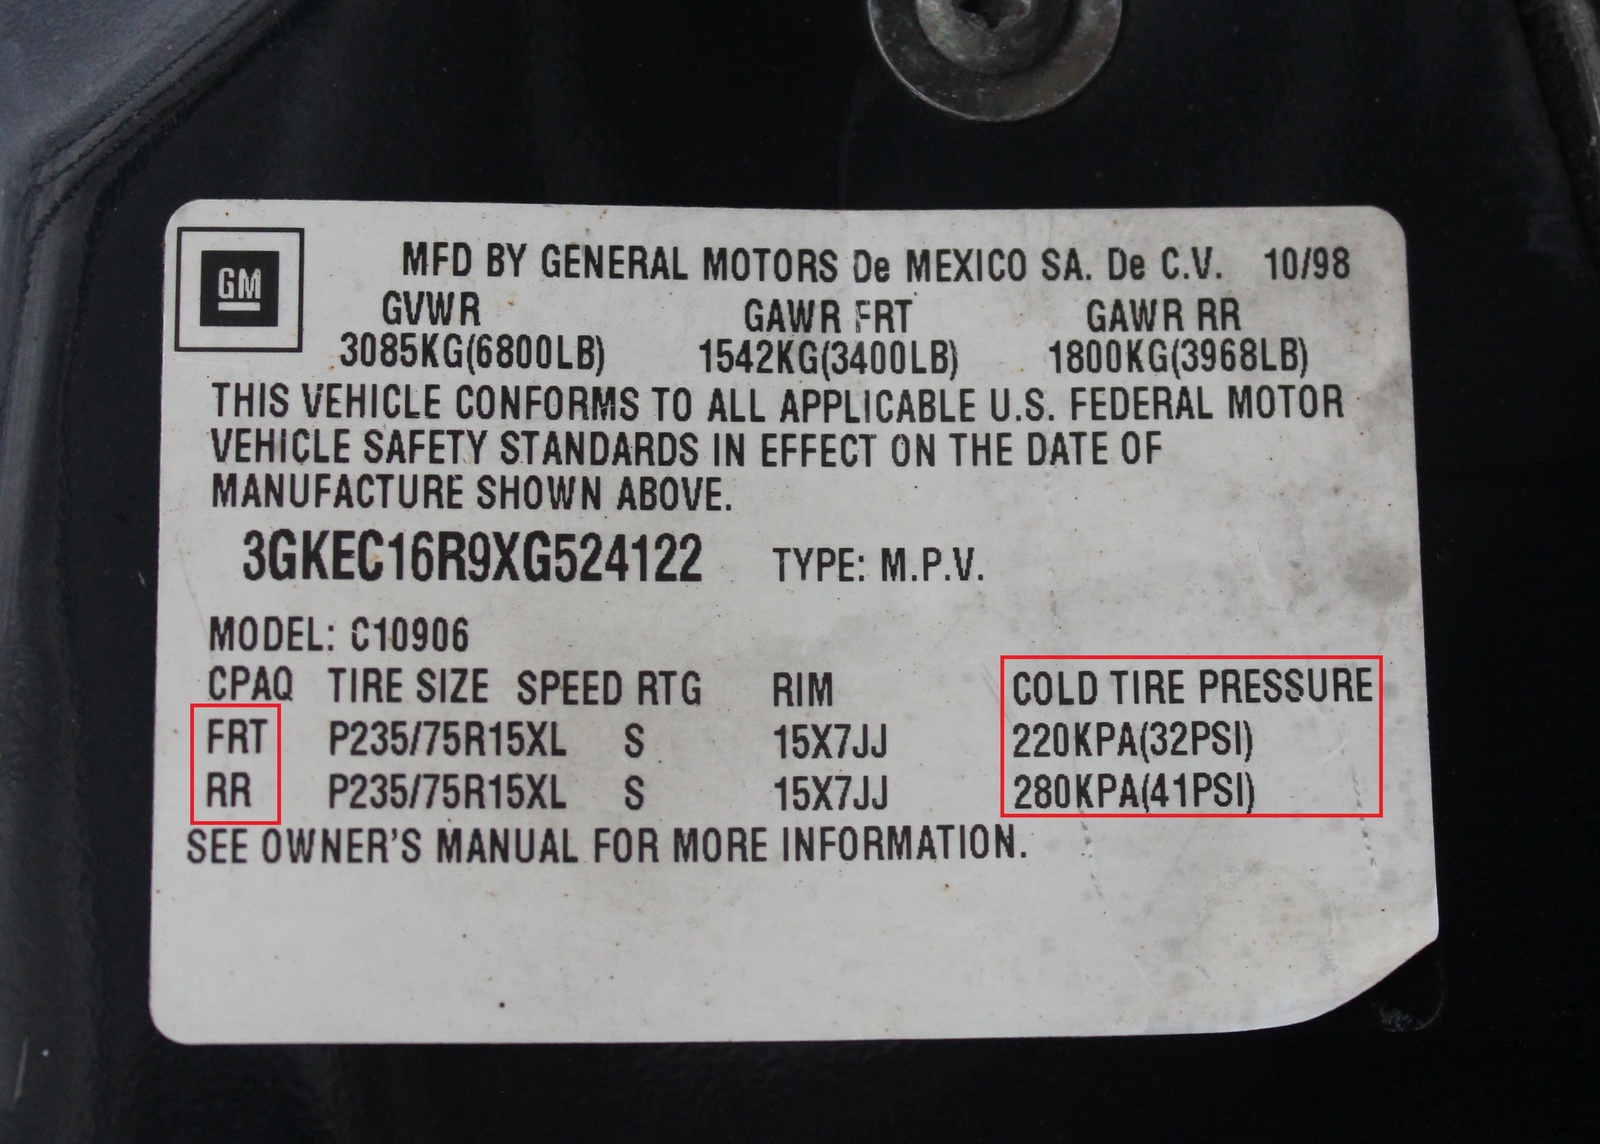 GM
MFD BY GENERAL MOTORS De MEXICO SA. De C.V. 10/98
GVWR GAWR FRT GAWR RR
3085KG(6800LB) 1542KG(3400LB) 1800KG(3968LB)
THIS VEHICLE CONFORMS TO ALL APPLICABLE U.S. FEDERAL MOTOR
VEHICLE SAFETY STANDARDS IN EFFECT ON THE DATE OF
MANUFACTURE SHOWN ABOVE.
3GKEC16R9XG524122 TYPE: M.P.V.
MODEL: C10906
CPAQ TIRE SIZE SPEED RTG RIM COLD TIRE PRESSURE
FRT P235/75R15XL S 15X7JJ 220KPA(32PSI)
RR P235/75R15XL S 15X7JJ 280KPA(41PSI)
SEE OWNER'S MANUAL FOR MORE INFORMATION.